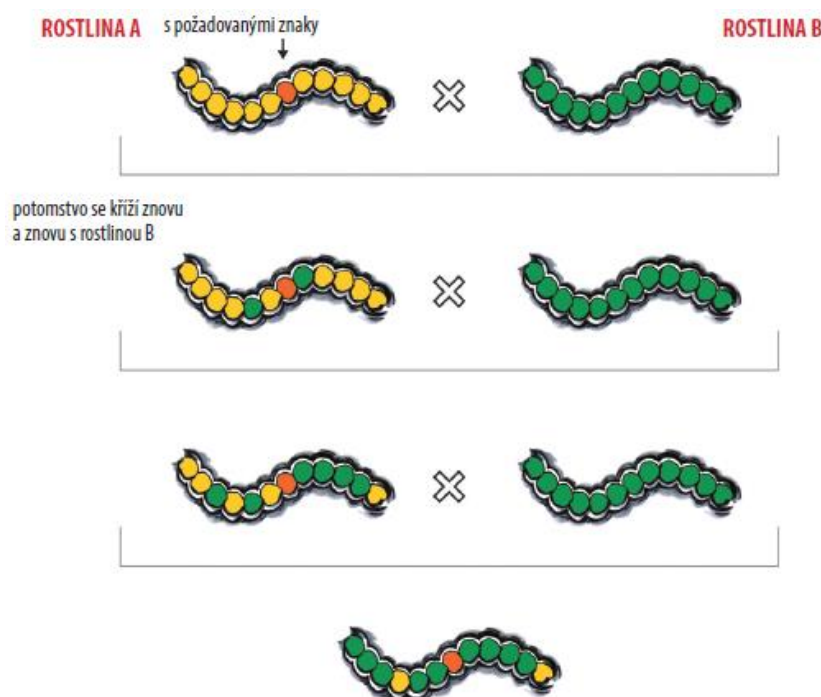 ROSTLINA A
s požadovanými znaky
ROSTLINA B
potomstvo se kříží znovu
a znovu s rostlinou B